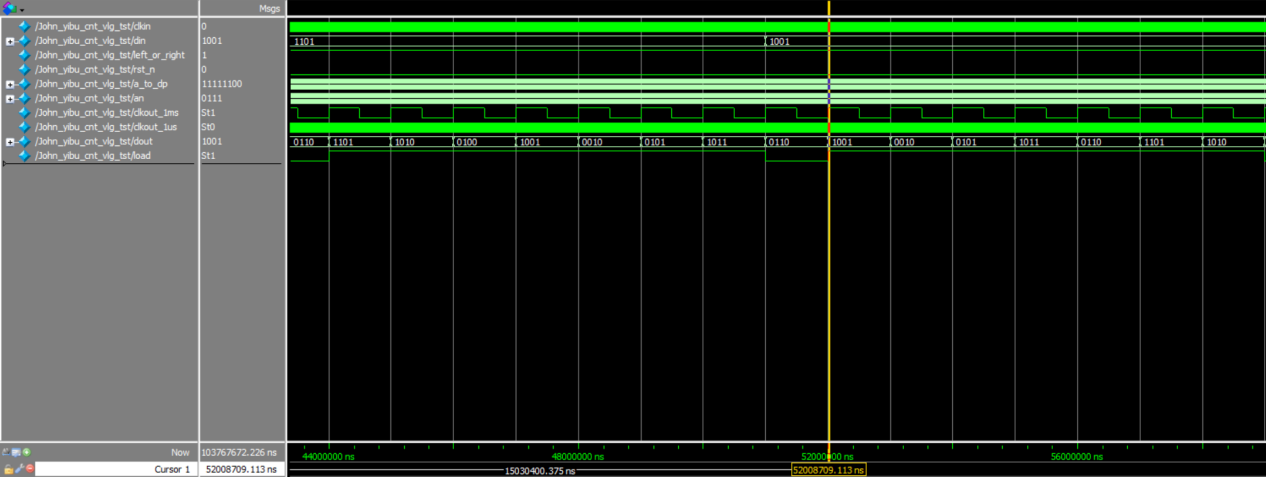 Msgs
/John_yibu_cnt_vlg_tst/clkin 0
/John_yibu_cnt_vlg_tst/din 1001 1101 1001
/John_yibu_cnt_vlg_tst/left_or_right 1
/John_yibu_cnt_vlg_tst/rst_n 0
/John_yibu_cnt_vlg_tst/a_to_dp 11111100
/John_yibu_cnt_vlg_tst/an 0111
/John_yibu_cnt_vlg_tst/clkout_1ms St1
/John_yibu_cnt_vlg_tst/clkout_1us St0
/John_yibu_cnt_vlg_tst/dout 1001 0110 1101 1010 0100 1001 0010 0101 1011 0110 1001 0010 0101 1011 0110 1101 1010
/John_yibu_cnt_vlg_tst/load St1
Now 103767672.226 ns 44000000 ns 48000000 ns 52000000 ns 56000000 ns
Cursor 1 52008709.113 ns 15030400.375 ns 52008709.113 ns